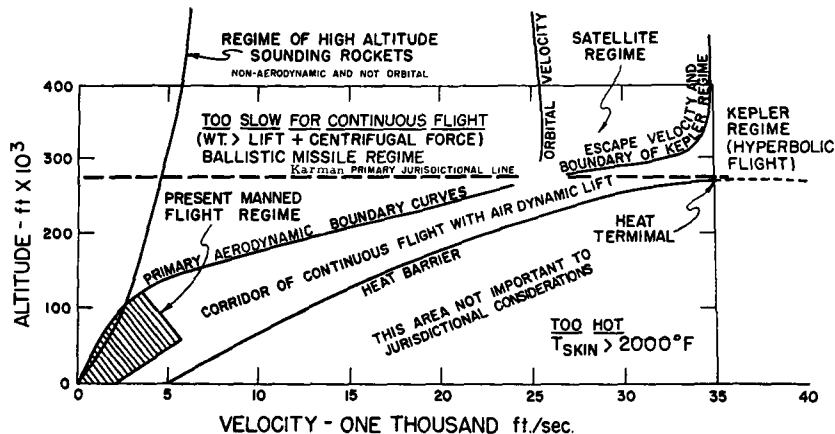 REGIME OF HIGH ALTITUDE
SOUNDING ROCKETS
NON-AERODYNAMIC AND NOT ORBITAL
SATELLITE
REGIME
ORBITAL VELOCITY
ESCAPE VELOCITY AND
BOUNDARY OF KEPLER REGIME
KEPLER
REGIME
(HYPERBOLIC
FLIGHT)
TOO SLOW FOR CONTINUOUS FLIGHT
(WT. > LIFT + CENTRIFUGAL FORCE)
BALLISTIC MISSILE REGIME
Karman PRIMARY JURISDICTIONAL LINE
PRESENT MANNED
FLIGHT REGIME
PRIMARY AERODYNAMIC BOUNDARY CURVES
CORRIDOR OF CONTINUOUS FLIGHT WITH AIR DYNAMIC LIFT
HEAT BARRIER
HEAT
TERMIMAL
THIS AREA NOT IMPORTANT TO
JURISDICTIONAL CONSIDERATIONS
TOO HOT
TSKIN > 2000°F
ALTITUDE - ft X 10³
400
300
200
100
0
0 5 10 15 20 25 30 35 40
VELOCITY - ONE THOUSAND ft./sec.